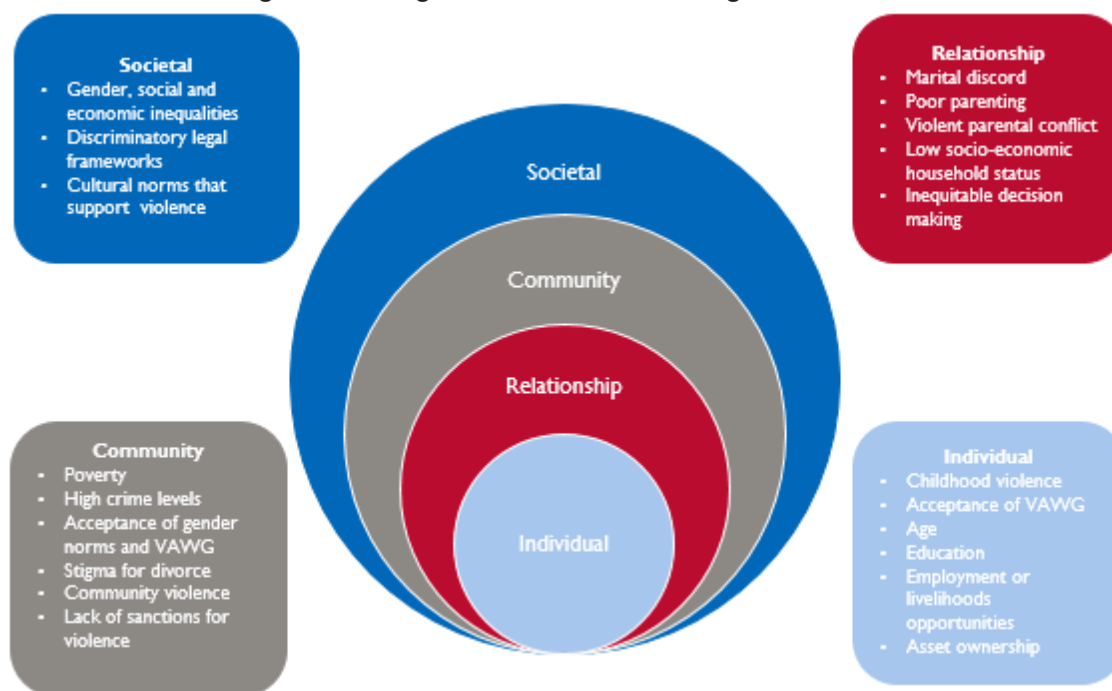 Societal
• Gender, social and
economic inequalities
• Discriminatory legal
frameworks
• Cultural norms that
support violence
Relationship
• Marital discord
• Poor parenting
• Violent parental conflict
• Low socio-economic
household status
• Inequitable decision
making
Societal
Community
Relationship
Individual
Community
• Poverty
• High crime levels
• Acceptance of gender
norms and VAWG
• Stigma for divorce
• Community violence
• Lack of sanctions for
violence
Individual
• Childhood violence
• Acceptance of VAWG
• Age
• Education
• Employment or
livelihoods
opportunities
• Asset ownership